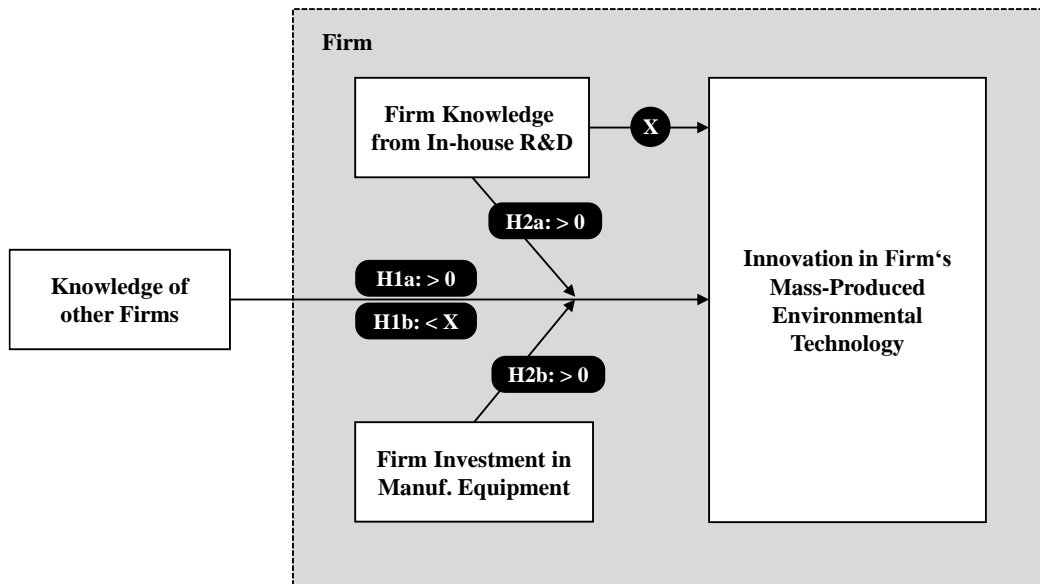 Firm
Firm Knowledge
from In-house R&D
X
H2a: > 0
Knowledge of
other Firms
H1a: > 0
H1b: < X
H2b: > 0
Firm Investment in
Manuf. Equipment
Innovation in Firm‘s
Mass-Produced
Environmental
Technology